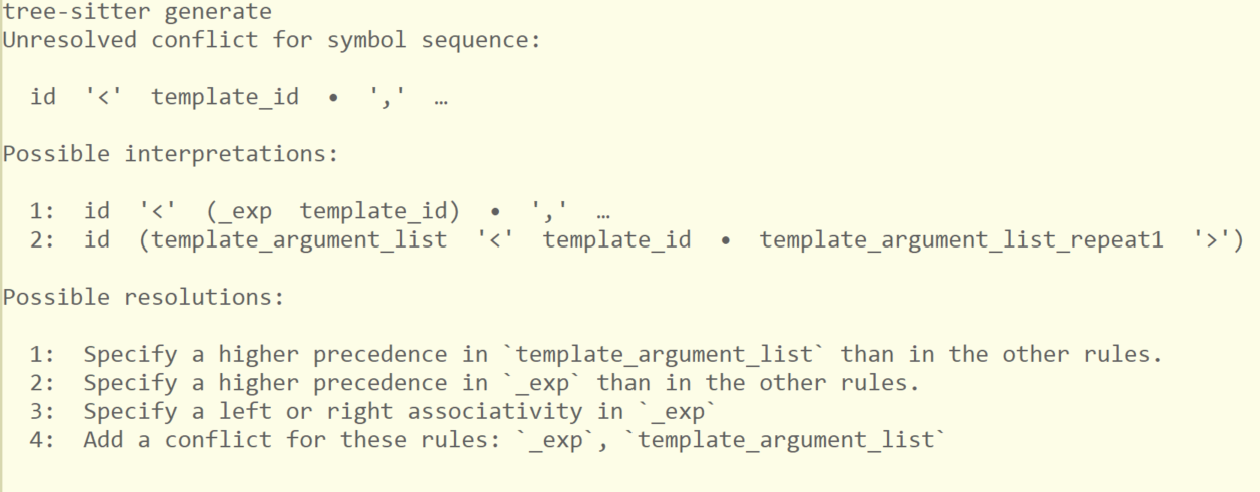 tree-sitter generate
Unresolved conflict for symbol sequence:
id '<' template_id • ',' …
Possible interpretations:
1: id '<' (_exp template_id) • ',' …
2: id (template_argument_list '<' template_id • template_argument_list_repeat1 '>')
Possible resolutions:
1: Specify a higher precedence in `template_argument_list` than in the other rules.
2: Specify a higher precedence in `_exp` than in the other rules.
3: Specify a left or right associativity in `_exp`
4: Add a conflict for these rules: `_exp`, `template_argument_list`